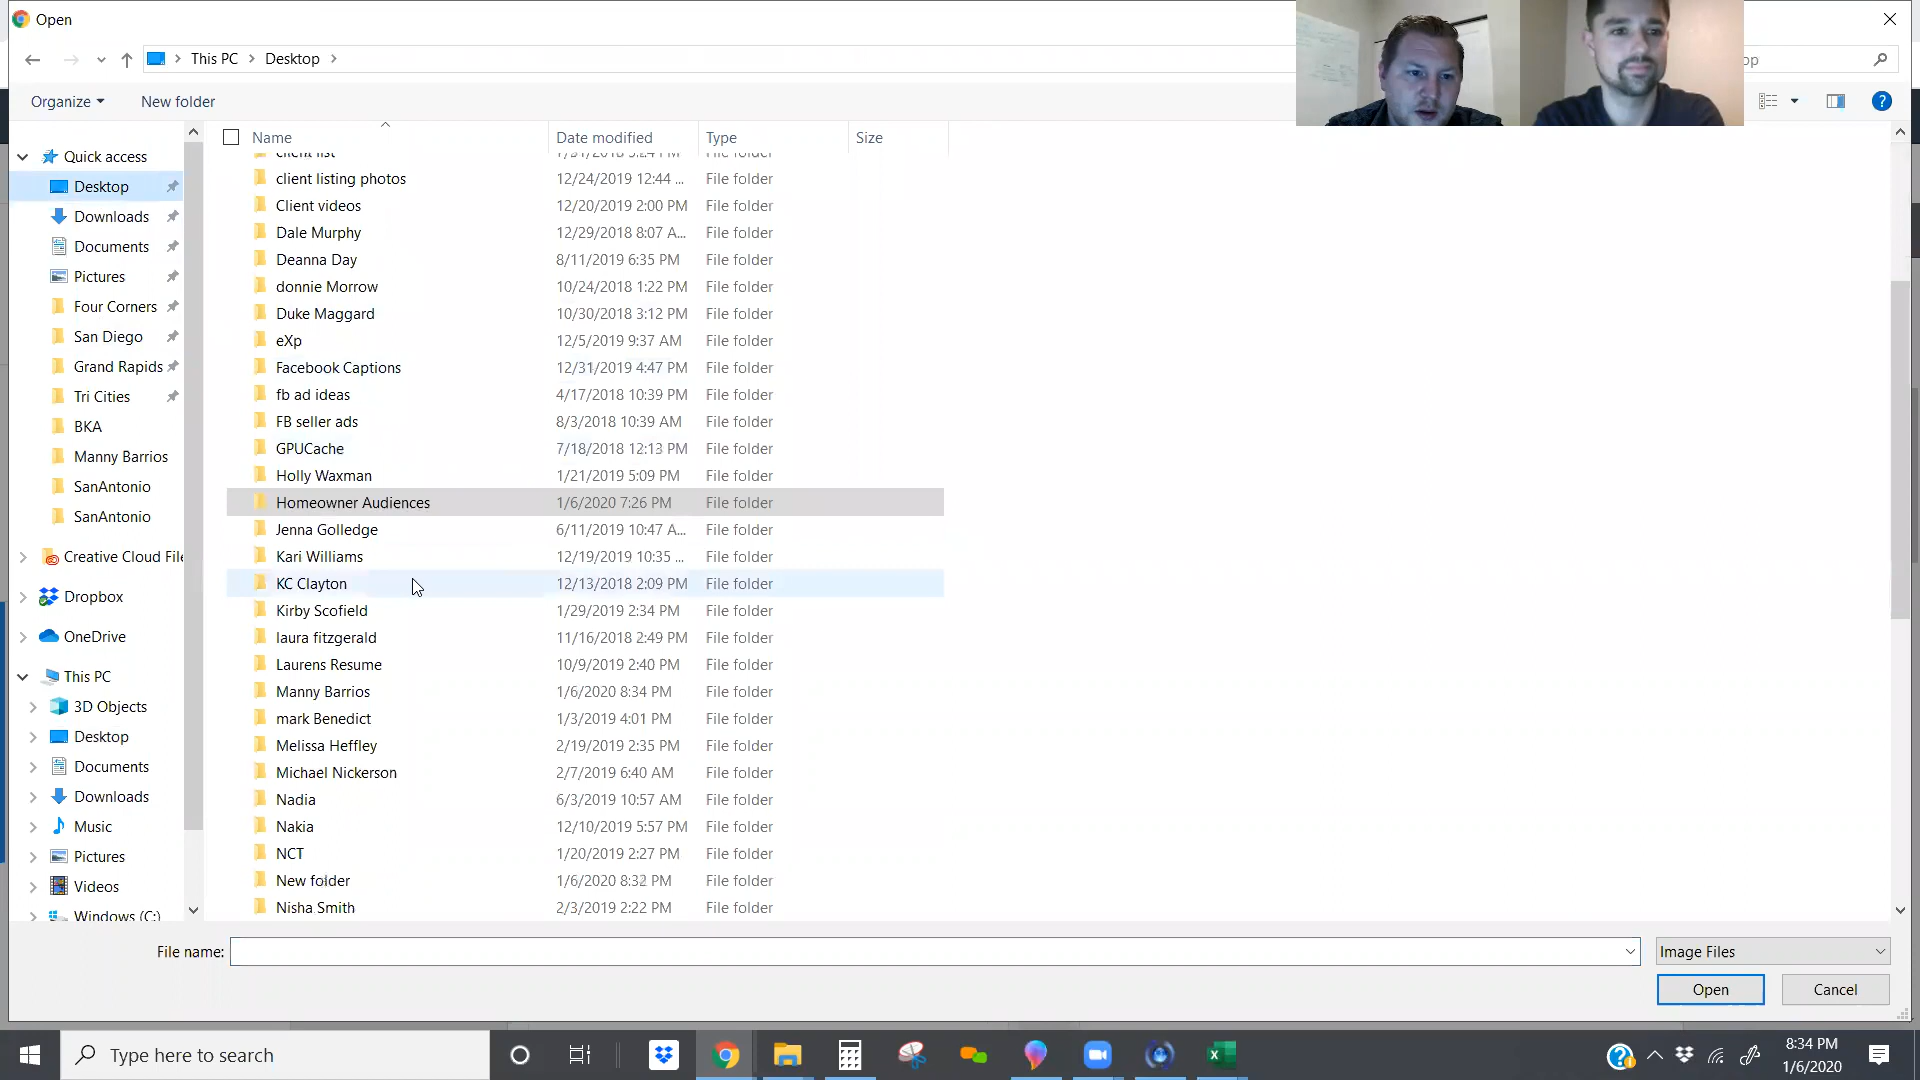 Open
This PC > Desktop >
op
Organize
New folder
Name
Date modified
Type
Size
Quick access
Desktop
Downloads
Documents
Pictures
Four Corners
San Diego
Grand Rapids
Tri Cities
BKA
Manny Barrios
SanAntonio
SanAntonio
Creative Cloud File
Dropbox
OneDrive
This PC
3D Objects
Desktop
Documents
Downloads
Music
Pictures
Videos
Windows (C:)
client list
client listing photos 12/24/2019 12:44 ... File folder
Client videos 12/20/2019 2:00 PM File folder
Dale Murphy 12/29/2018 8:07 A... File folder
Deanna Day 8/11/2019 6:35 PM File folder
donnie Morrow 10/24/2018 1:22 PM File folder
Duke Maggard 10/30/2018 3:12 PM File folder
eXp 12/5/2019 9:37 AM File folder
Facebook Captions 12/31/2019 4:47 PM File folder
fb ad ideas 4/17/2018 10:39 PM File folder
FB seller ads 8/3/2018 10:39 AM File folder
GPUCache 7/18/2018 12:13 PM File folder
Holly Waxman 1/21/2019 5:09 PM File folder
Homeowner Audiences 1/6/2020 7:26 PM File folder
Jenna Golledge 6/11/2019 10:47 A... File folder
Kari Williams 12/19/2019 10:35 ... File folder
KC Clayton 12/13/2018 2:09 PM File folder
Kirby Scofield 1/29/2019 2:34 PM File folder
laura fitzgerald 11/16/2018 2:49 PM File folder
Laurens Resume 10/9/2019 2:40 PM File folder
Manny Barrios 1/6/2020 8:34 PM File folder
mark Benedict 1/3/2019 4:01 PM File folder
Melissa Heffley 2/19/2019 2:35 PM File folder
Michael Nickerson 2/7/2019 6:40 AM File folder
Nadia 6/3/2019 10:57 AM File folder
Nakia 12/10/2019 5:57 PM File folder
NCT 1/20/2019 2:27 PM File folder
New folder 1/6/2020 8:32 PM File folder
Nisha Smith 2/3/2019 2:22 PM File folder
File name:
Image Files
Open
Cancel
Type here to search
8:34 PM
1/6/2020